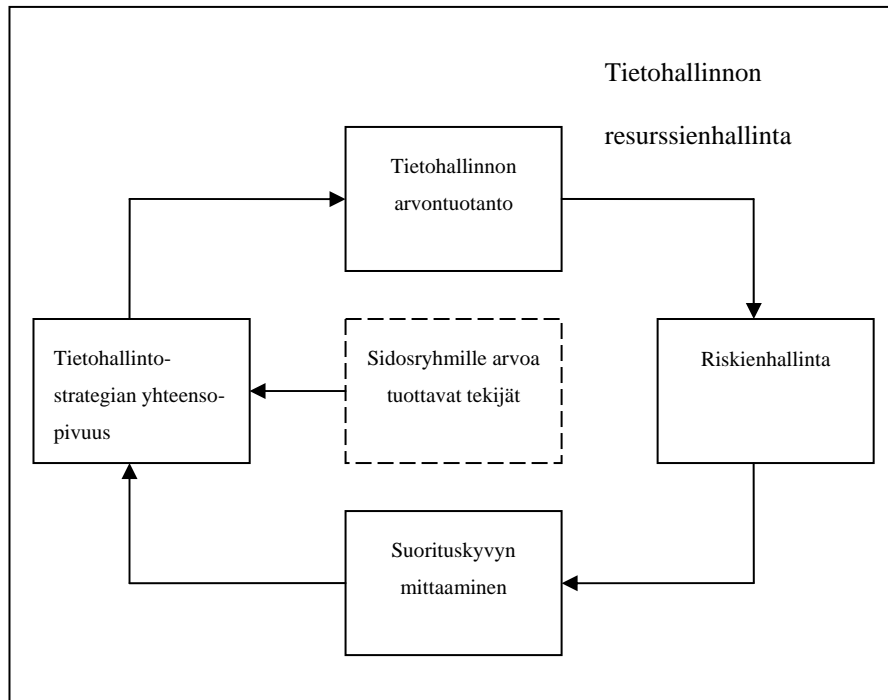 Tietohallinnon
resurssienhallinta
Tietohallinnon
arvontuotanto
Tietohallinto-
strategian yhteenso-
pivuus
Sidosryhmille arvoa
tuottavat tekijät
Riskienhallinta
Suorituskyvyn
mittaaminen